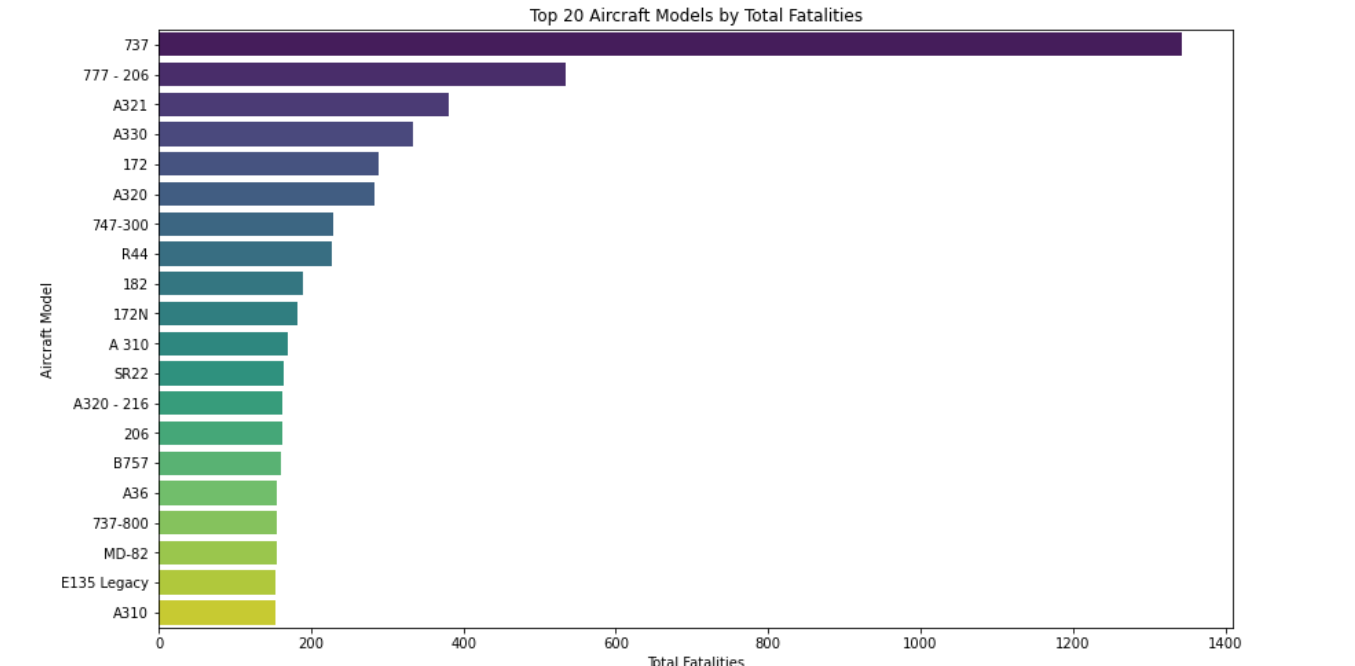 Top 20 Aircraft Models by Total Fatalities
737
777 - 206
A321
A330
172
A320
747-300
R44
182
172N
A 310
SR22
A320 - 216
206
B757
A36
737-800
MD-82
E135 Legacy
A310
Aircraft Model
0 200 400 600 800 1000 1200 1400
Total Fatalities